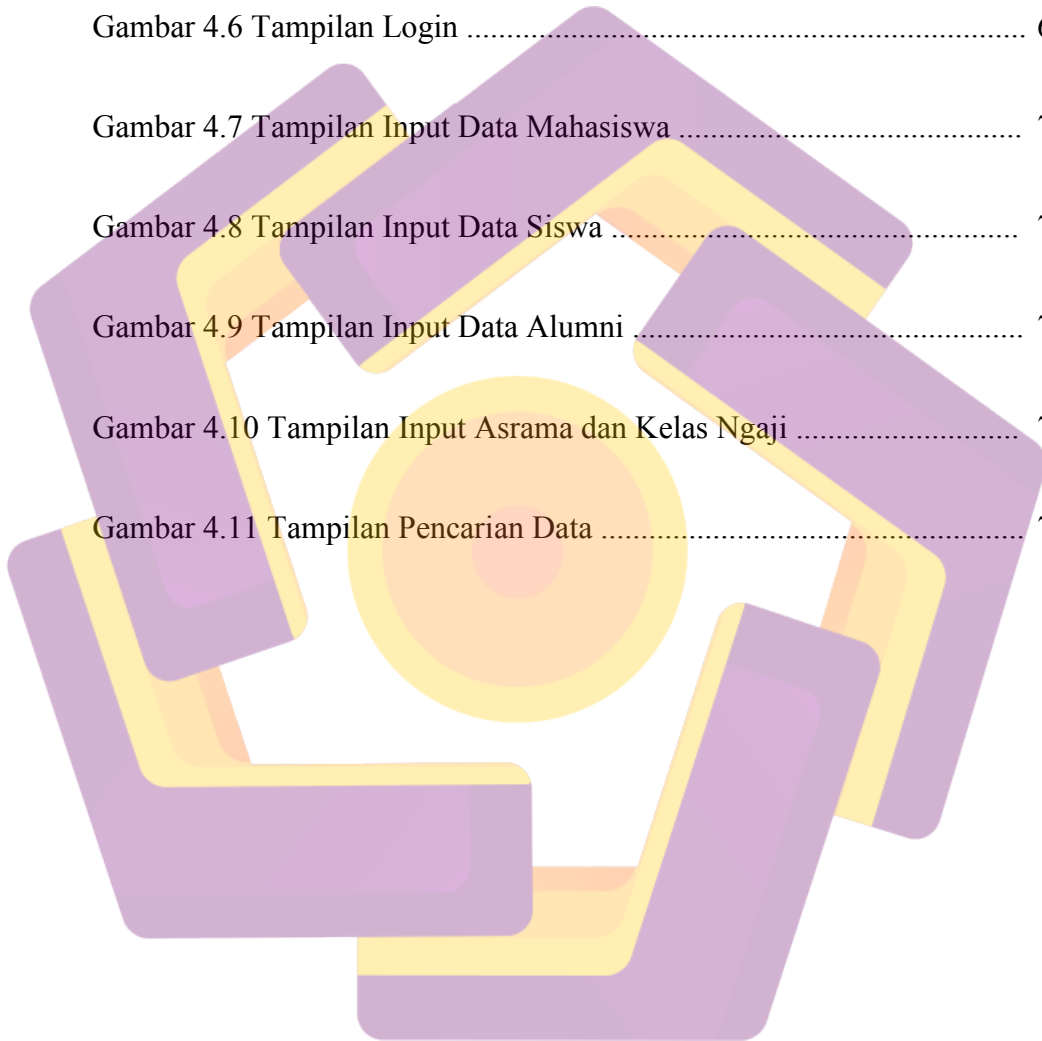 Gambar 4.6 Tampilan Login ......................................................................
Gambar 4.7 Tampilan Input Data Mahasiswa ...........................................
Gambar 4.8 Tampilan Input Data Siswa ...................................................
Gambar 4.9 Tampilan Input Data Alumni .................................................
Gambar 4.10 Tampilan Input Asrama dan Kelas Ngaji ............................
Gambar 4.11 Tampilan Pencarian Data .....................................................